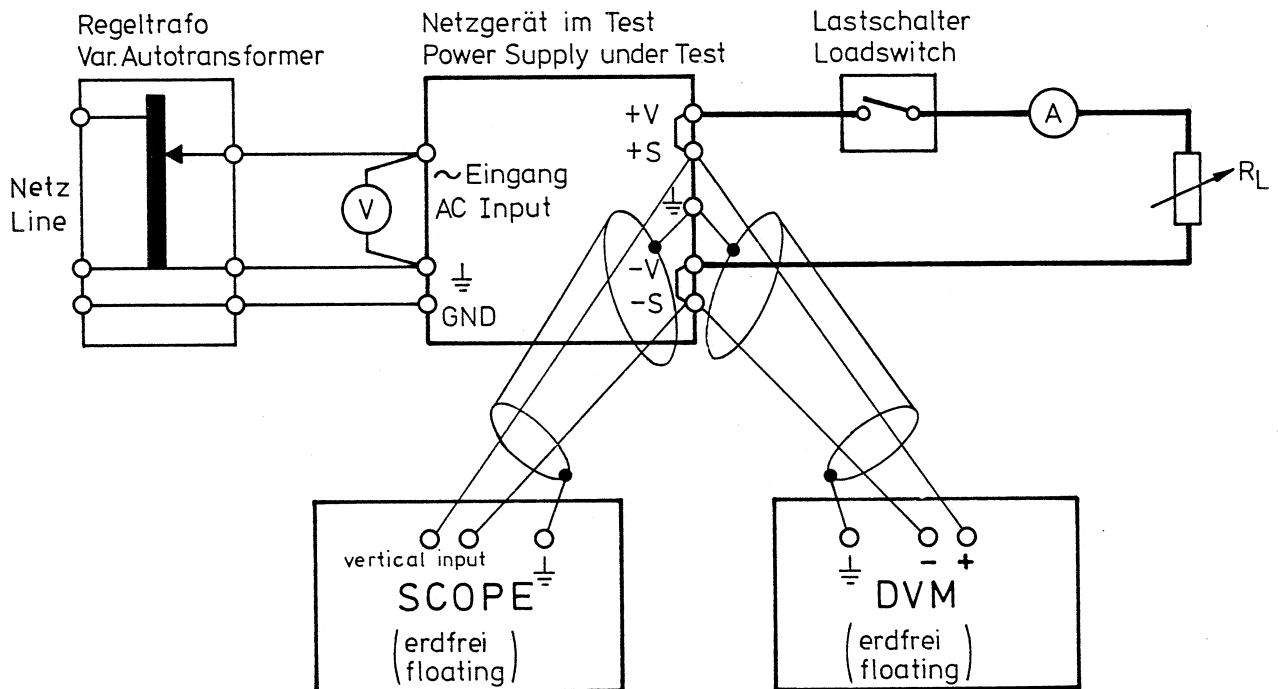 Regeltrafo
Var. Autotransformer
Netzgerät im Test
Power Supply under Test
Lastschalter
Loadswitch
Netz
Line
V
~Eingang
AC Input
GND
+V
+S
-V
-S
A
RL
vertical input
SCOPE
(erdfrei
floating)
- +
DVM
(erdfrei
floating)